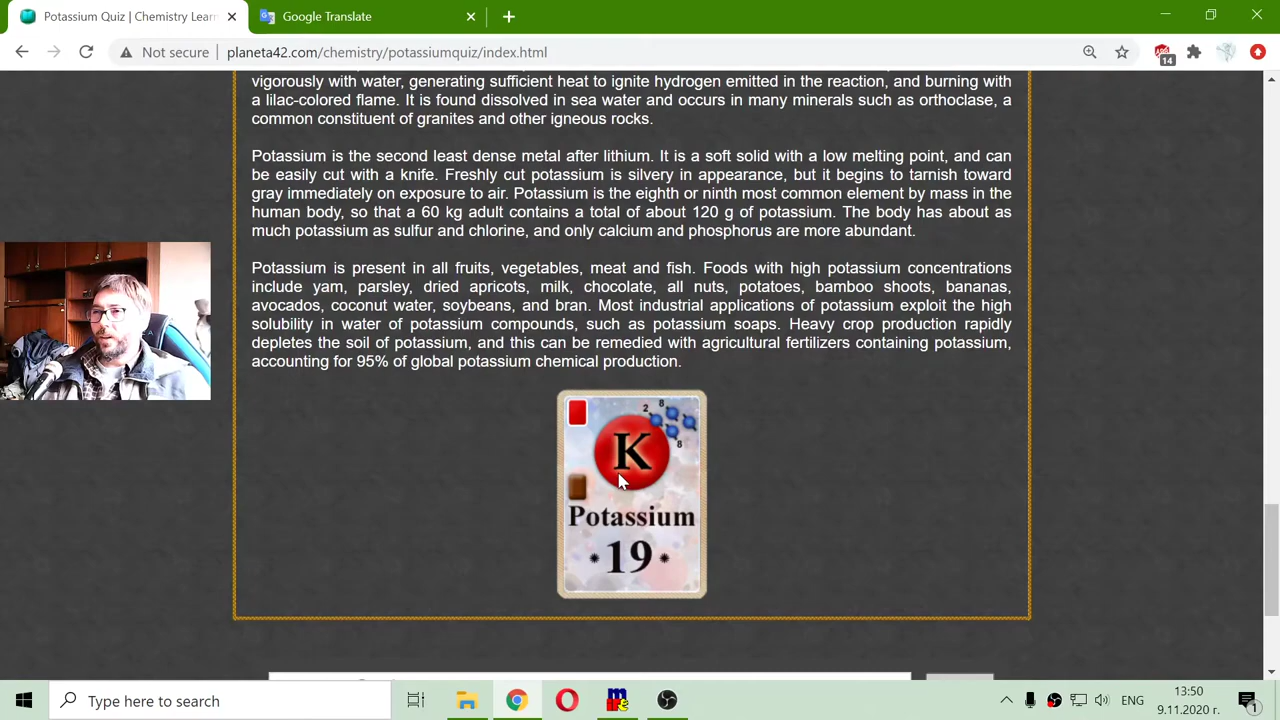 Potassium Quiz | Chemistry Lear
Google Translate
Not secure
planeta42.com/chemistry/potassiumquiz/index.html
14
vigorously with water, generating sufficient heat to ignite hydrogen emitted in the reaction, and burning with
a lilac-colored flame. It is found dissolved in sea water and occurs in many minerals such as orthoclase, a
common constituent of granites and other igneous rocks.
Potassium is the second least dense metal after lithium. It is a soft solid with a low melting point, and can
be easily cut with a knife. Freshly cut potassium is silvery in appearance, but it begins to tarnish toward
gray immediately on exposure to air. Potassium is the eighth or ninth most common element by mass in the
human body, so that a 60 kg adult contains a total of about 120 g of potassium. The body has about as
much potassium as sulfur and chlorine, and only calcium and phosphorus are more abundant.
Potassium is present in all fruits, vegetables, meat and fish. Foods with high potassium concentrations
include yam, parsley, dried apricots, milk, chocolate, all nuts, potatoes, bamboo shoots, bananas,
avocados, coconut water, soybeans, and bran. Most industrial applications of potassium exploit the high
solubility in water of potassium compounds, such as potassium soaps. Heavy crop production rapidly
depletes the soil of potassium, and this can be remedied with agricultural fertilizers containing potassium,
accounting for 95% of global potassium chemical production.
2 8
8
K
Potassium
19
Type here to search
ЕНГ
13:50
9.11.2020 г.
1